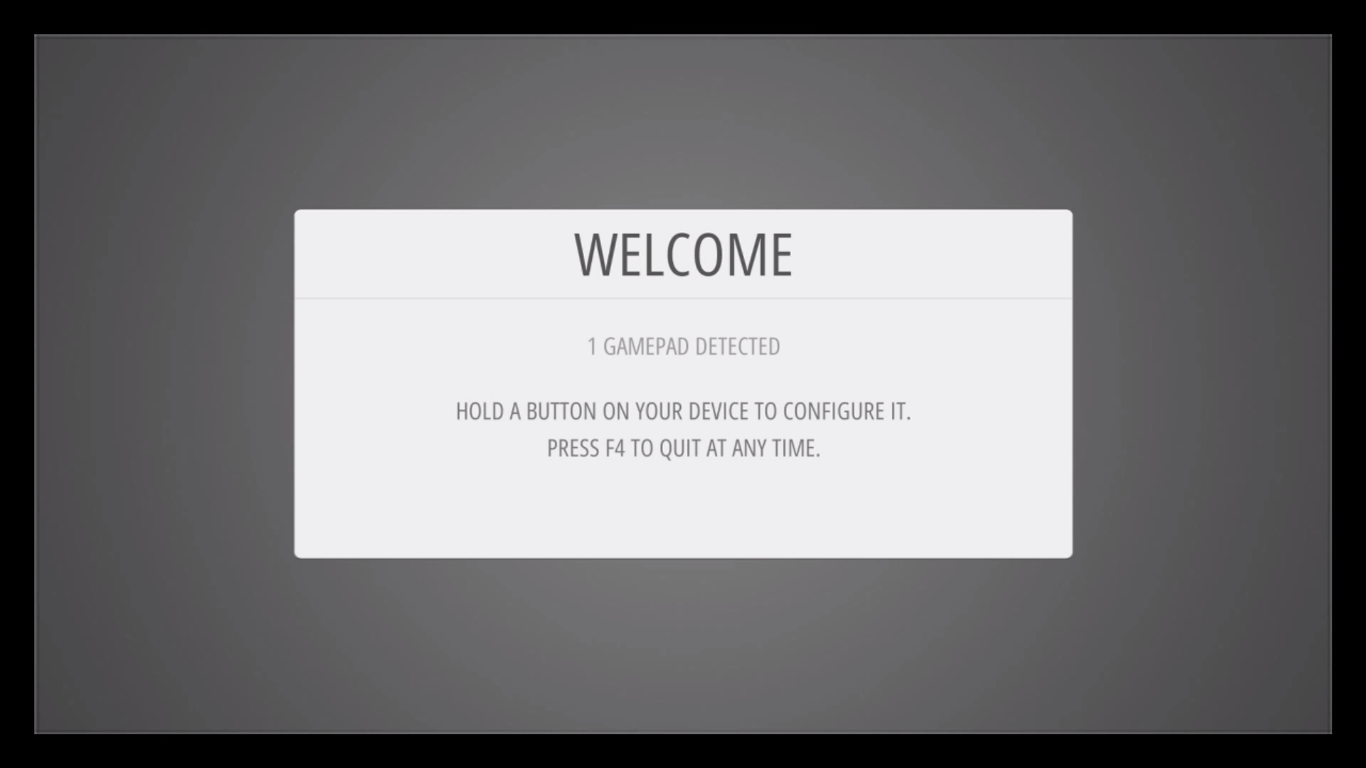 WELCOME
1 GAMEPAD DETECTED
HOLD A BUTTON ON YOUR DEVICE TO CONFIGURE IT.
PRESS F4 TO QUIT AT ANY TIME.